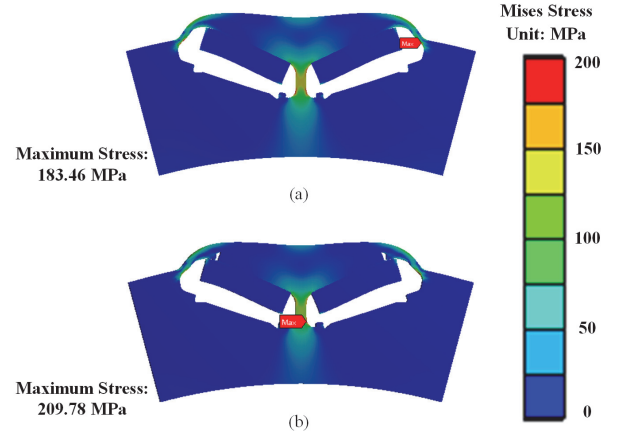 Mises Stress
Unit: MPa
200
150
100
50
0
Max
Maximum Stress:
183.46 MPa
(a)
Max
Maximum Stress:
209.78 MPa
(b)